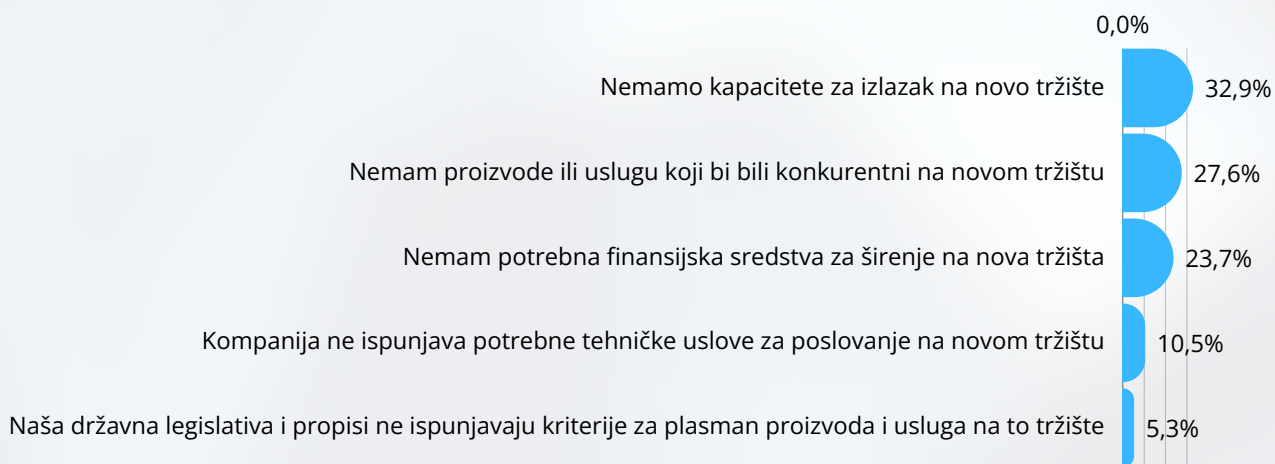 0,0%
Nemamo kapacitete za izlazak na novo tržište 32,9%
Nemam proizvode ili uslugu koji bi bili konkurentni na novom tržištu 27,6%
Nemam potrebna finansijska sredstva za širenje na nova tržišta 23,7%
Kompanija ne ispunjava potrebne tehničke uslove za poslovanje na novom tržištu 10,5%
Naša državna legislativa i propisi ne ispunjavaju kriterije za plasman proizvoda i usluga na to tržište 5,3%